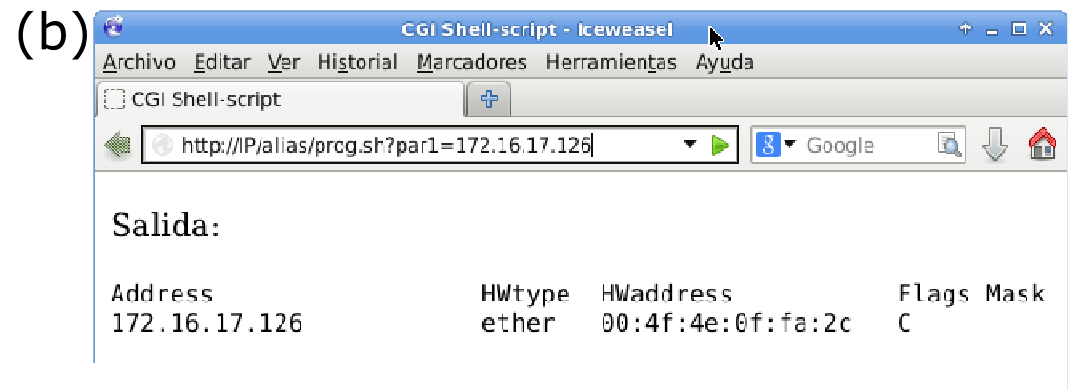 (b)
CGI Shell-script - Iceweasel
Archivo Editar Ver Historial Marcadores Herramientas Ayuda
CGI Shell-script
http://IP/alias/prog.sh?par1=172.16.17.126 8 Google
Salida:
Address HWtype HWaddress Flags Mask
172.16.17.126 ether 00:4f:4e:0f:fa:2c C